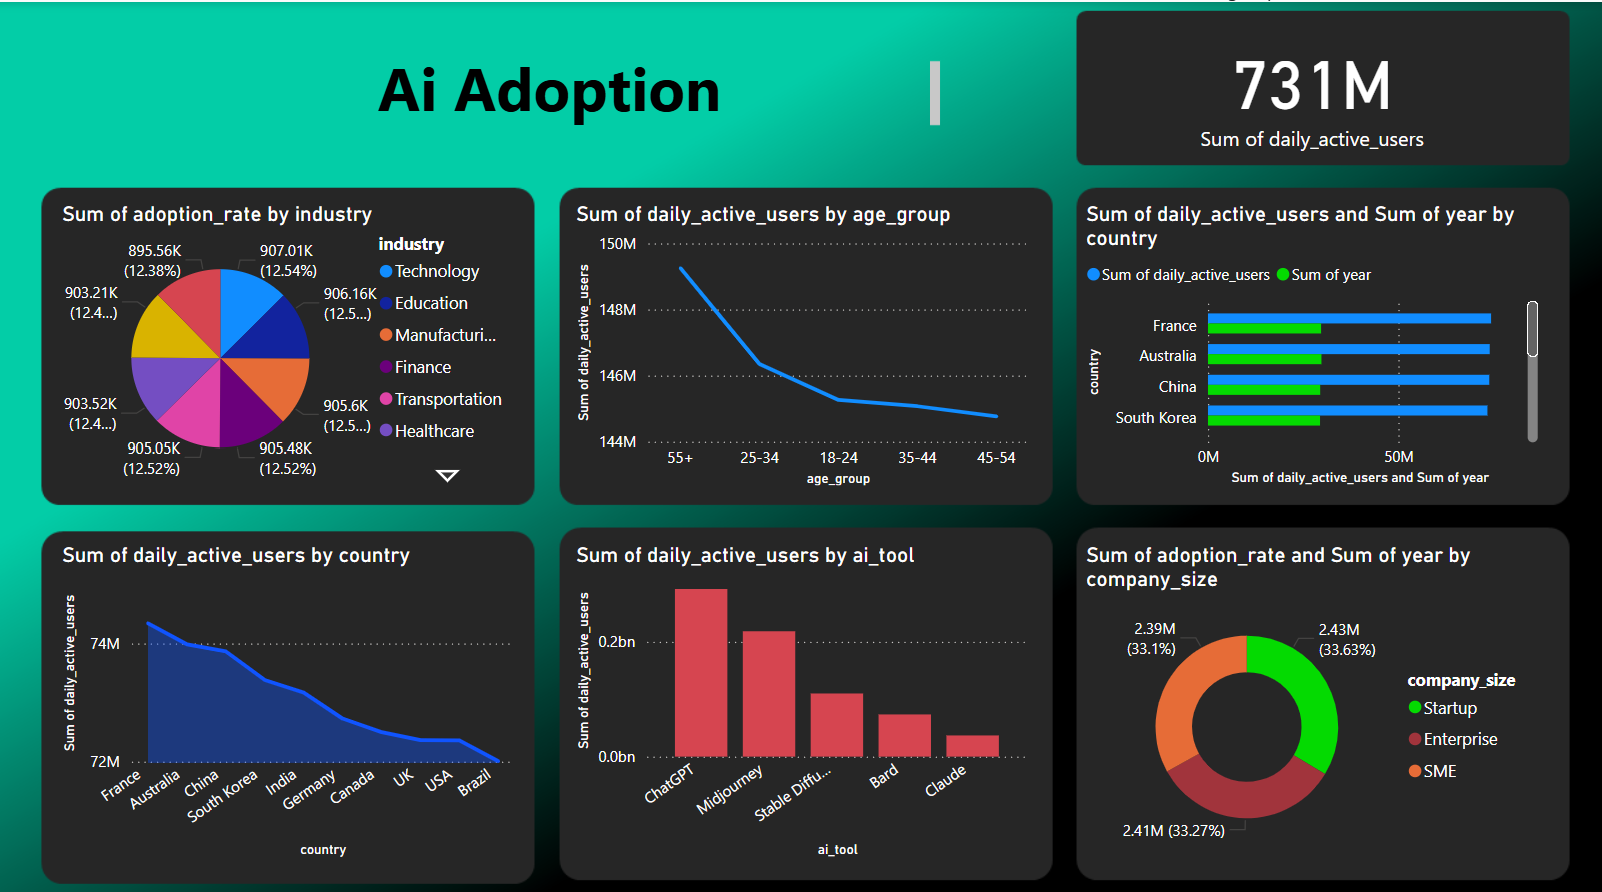 Ai Adoption
731M
Sum of daily_active_users
Sum of adoption_rate by industry
895.56K
(12.38%)
907.01K
(12.54%)
903.21K
(12.4...)
906.16K
(12.5...)
903.52K
(12.4...)
905.6K
(12.5...)
905.05K
(12.52%)
905.48K
(12.52%)
industry
Technology
Education
Manufacturi...
Finance
Transportation
Healthcare
Sum of daily_active_users by age_group
Sum of daily_active_users
150M
148M
146M
144M
55+ 25-34 18-24 35-44 45-54
age_group
Sum of daily_active_users and Sum of year by
country
Sum of daily_active_users Sum of year
country
France
Australia
China
South Korea
0M 50M
Sum of daily_active_users and Sum of year
Sum of daily_active_users by country
Sum of daily_active_users
74M
72M
France Australia China South Korea India Germany Canada UK USA Brazil
country
Sum of daily_active_users by ai_tool
Sum of daily_active_users
0.2bn
0.0bn
ChatGPT Midjourney Stable Diffu... Bard Claude
ai_tool
Sum of adoption_rate and Sum of year by
company_size
2.39M
(33.1%)
2.43M
(33.63%)
2.41M (33.27%)
company_size
Startup
Enterprise
SME